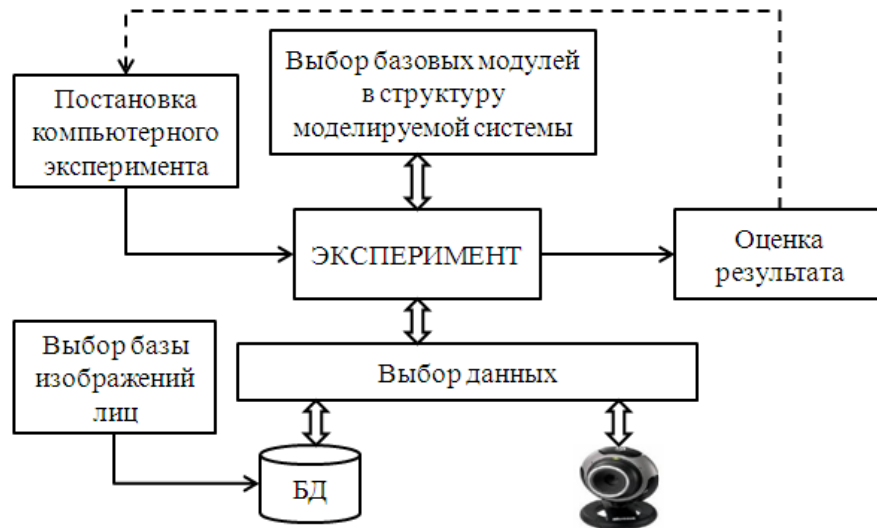 Постановка
компьютерного
эксперимента
Выбор базовых модулей
в структуру
моделируемой системы
ЭКСПЕРИМЕНТ
Оценка
результата
Выбор базы
изображений
лиц
Выбор данных
БД